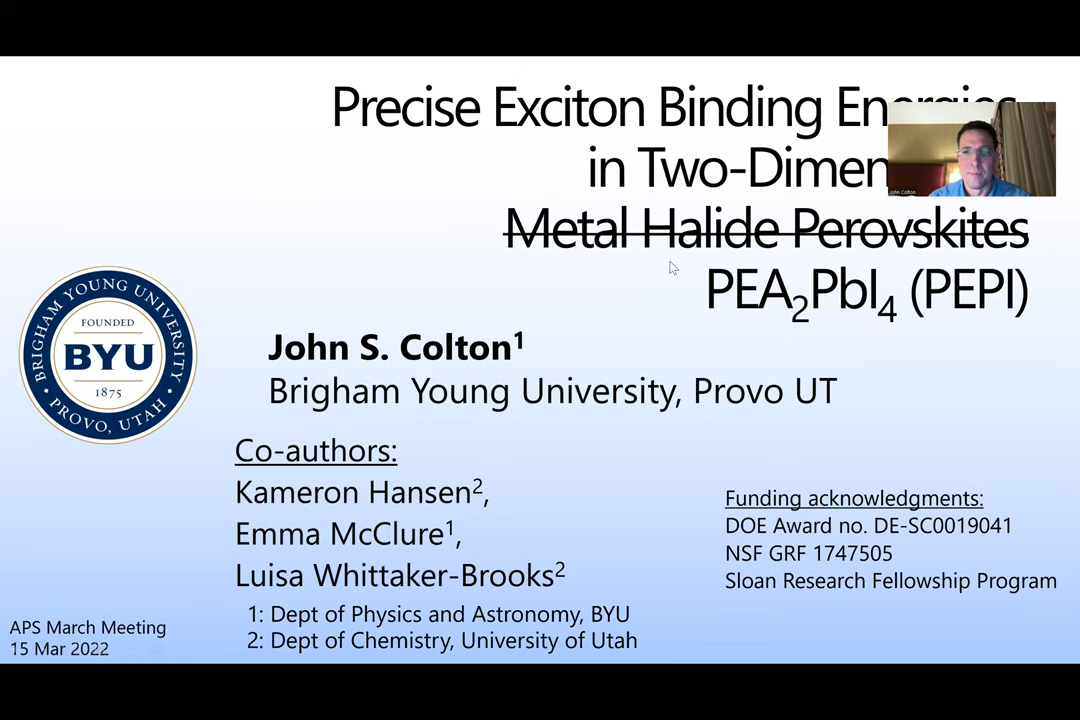 Precise Exciton Binding Energies
in Two-Dimen
Metal Halide Perovskites
PEA₂PbI₄ (PEPI)
John Colton
BRIGHAM YOUNG UNIVERSITY
FOUNDED
BYU
1875
PROVO, UTAH
John S. Colton¹
Brigham Young University, Provo UT
Co-authors:
Kameron Hansen²,
Emma McClure¹,
Luisa Whittaker-Brooks²
1: Dept of Physics and Astronomy, BYU
2: Dept of Chemistry, University of Utah
Funding acknowledgments:
DOE Award no. DE-SC0019041
NSF GRF 1747505
Sloan Research Fellowship Program
APS March Meeting
15 Mar 2022